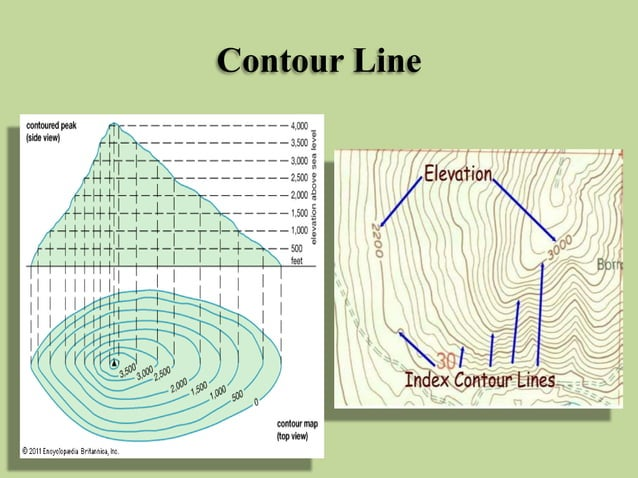 Contour Line
contoured peak
(side view)
4,000
3,500
3,000
2,500
2,000
1,500
1,000
500
feet
elevation above sea level
3,500
3,000
2,500
2,000
1,500
1,000
500
0
contour map
(top view)
© 2011 Encyclopædia Britannica, Inc.
Elevation
2200
3000
30
Index Contour Lines